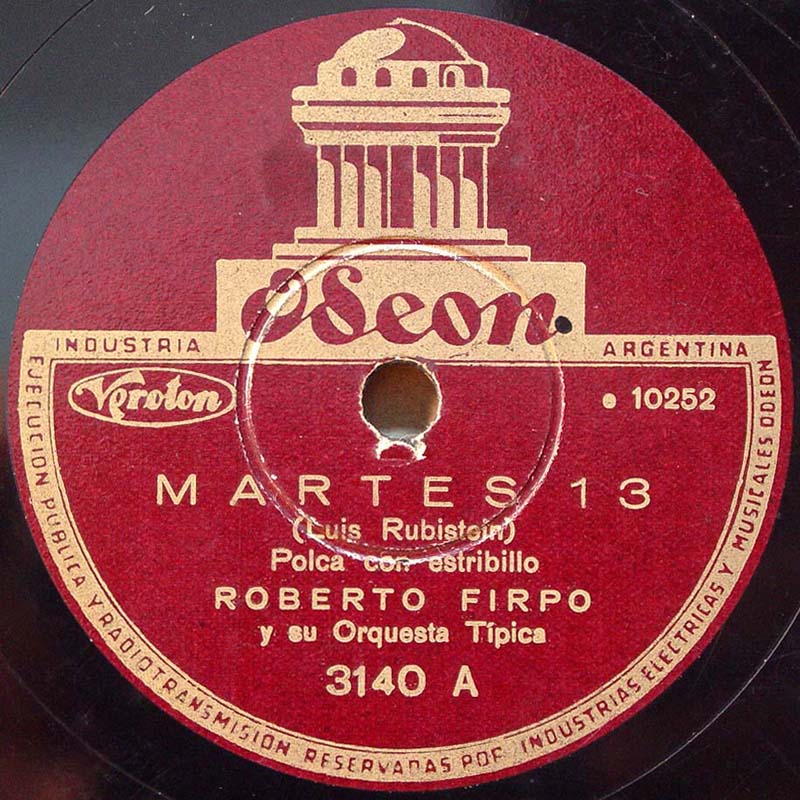 Odeon.
INDUSTRIA ARGENTINA
Veroton
10252
MARTES 13
(Luis Rubistein)
Polca con estribillo
ROBERTO FIRPO
y su Orquesta Típica
3140 A
EJECUCION PUBLICA Y RADIOTRANSMISIÓN RESERVADAS POR INDUSTRIAS ELECTRICAS Y MUSICALES ODEON